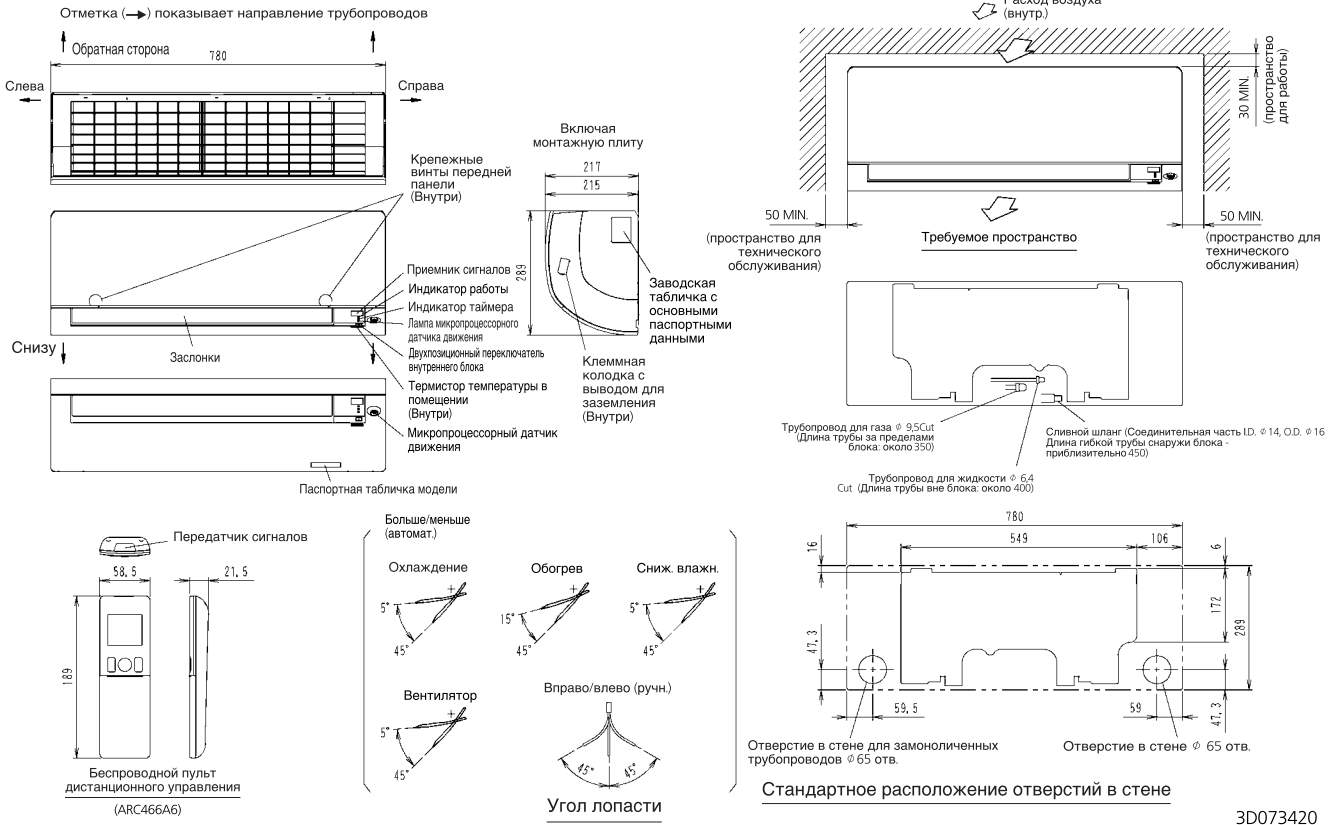 Отметка (→) показывает направление трубопроводов
Обратная сторона
780
Слева
Справа
Крепежные
винты передней
панели
(Внутри)
Приемник сигналов
Индикатор работы
Индикатор таймера
Лампа микропроцессорного
датчика движения
Двухпозиционный переключатель
внутреннего блока
Термистор температуры в
помещении
(Внутри)
Микропроцессорный датчик
движения
Заслонки
Снизу
Паспортная табличка модели
Включая
монтажную плиту
217
215
289
Заводская
табличка с
основными
паспортными
данными
Клеммная
колодка с
выводом для
заземления
(Внутри)
Расход воздуха
(внутр.)
30 MIN.
(пространство
для работы)
50 MIN.
(пространство для
технического
обслуживания)
Требуемое пространство
50 MIN.
(пространство для
технического
обслуживания)
Трубопровод для газа ϕ 9,5Cut
(Длина трубы за пределами
блока: около 350)
Сливной шланг (Соединительная часть I.D. ϕ14, O.D. ϕ16
Длина гибкой трубы снаружи блока -
приблизительно 450)
Трубопровод для жидкости ϕ 6,4
Cut (Длина трубы вне блока: около 400)
Передатчик сигналов
58,5
21,5
189
Беспроводной пульт
дистанционного управления
(ARC466A6)
Больше/меньше
(автомат.)
Охлаждение
5°
45°
Обогрев
15°
45°
Сниж. влажн.
5°
45°
Вентилятор
5°
45°
Вправо/влево (ручн.)
45°
45°
Угол лопасти
780
549
106
16
6
172
289
47,3
47,3
59,5
59
Отверстие в стене для замоноличенных
трубопроводов ϕ65 отв.
Отверстие в стене ϕ 65 отв.
Стандартное расположение отверстий в стене
3D073420